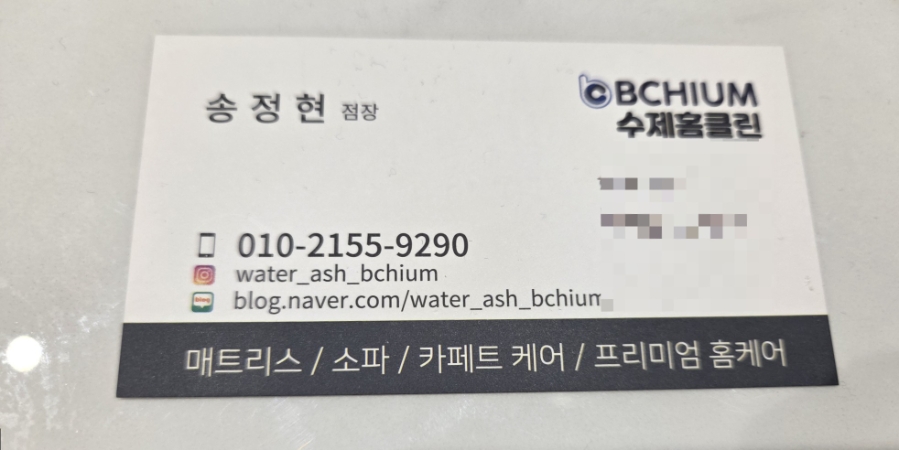 송정현 점장
BCHIUM
수제홈클린
010-2155-9290
water_ash_bchium
blog.naver.com/water_ash_bchium
매트리스 / 소파 / 카페트 케어 / 프리미엄 홈케어